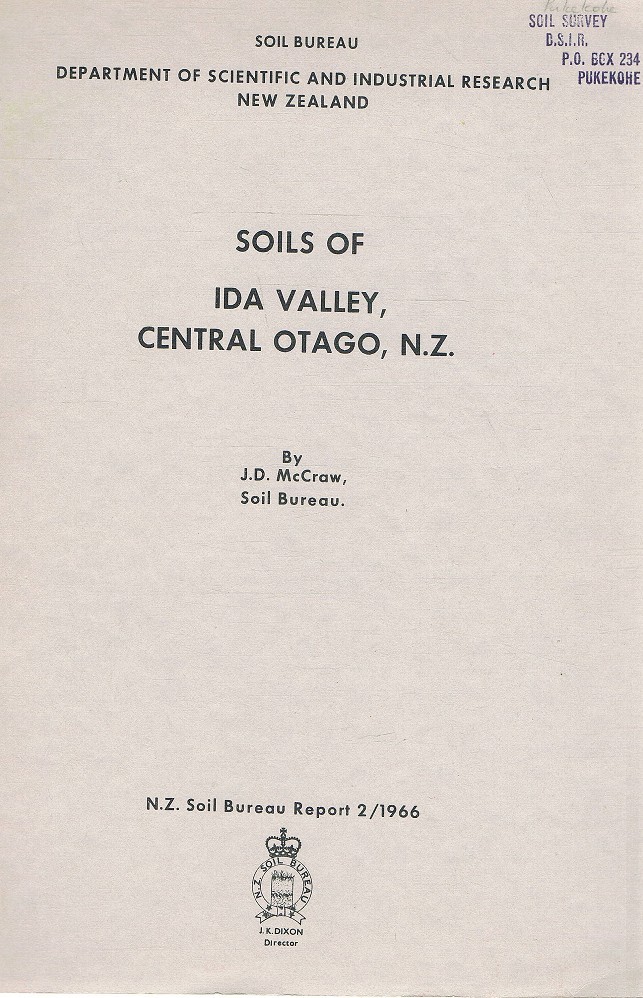 Pukekohe
SOIL SURVEY
D.S.I.R.
P.O. BOX 234
PUKEKOHE
SOIL BUREAU
DEPARTMENT OF SCIENTIFIC AND INDUSTRIAL RESEARCH
NEW ZEALAND
SOILS OF
IDA VALLEY,
CENTRAL OTAGO, N.Z.
By
J.D. McCraw,
Soil Bureau.
N.Z. Soil Bureau Report 2/1966
N.Z. SOIL BUREAU
J.K.DIXON
Director